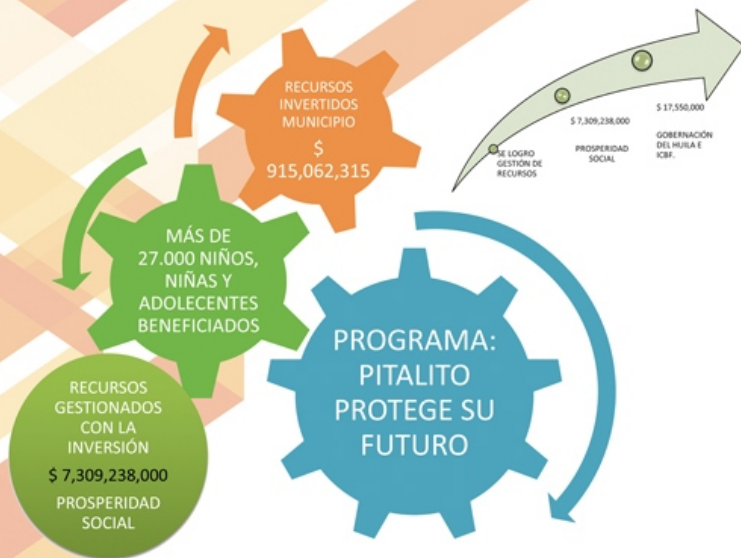 RECURSOS
INVERTIDOS
MUNICIPIO
$
915,062,315
MÁS DE
27.000 NIÑOS,
NIÑAS Y
ADOLECENTES
BENEFICIADOS
RECURSOS
GESTIONADOS
CON LA
INVERSIÓN
$ 7,309,238,000
PROSPERIDAD
SOCIAL
PROGRAMA:
PITALITO
PROTEGE SU
FUTURO
SE LOGRO
GESTIÓN DE
RECURSOS
$ 7,309,238,000
PROSPERIDAD
SOCIAL
$ 17,550,000
GOBERNACIÓN
DEL HUILA E
ICBF.